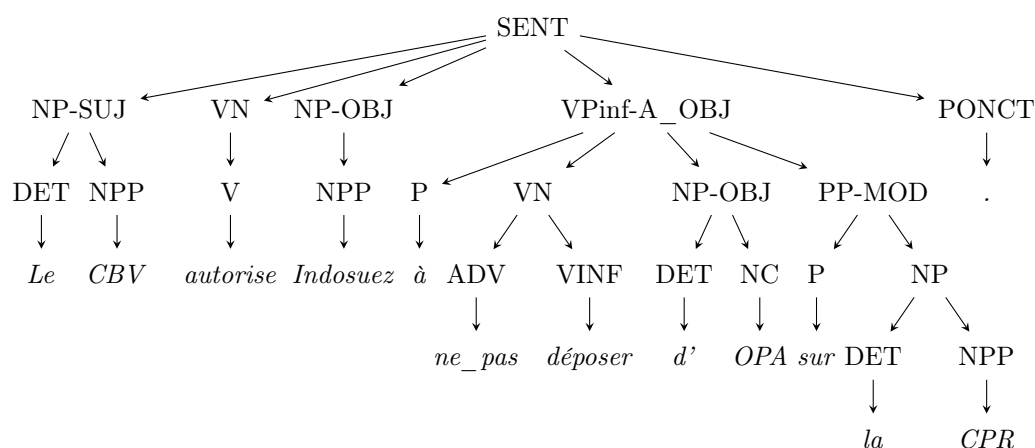 SENT
NP-SUJ VN NP-OBJ VPinf-A_OBJ PONCT
DET NPP V NPP P VN NP-OBJ PP-MOD .
Le CBV autorise Indosuez à ADV VINF DET NC P NP
ne_pas déposer d' OPA sur DET NPP
la CPR